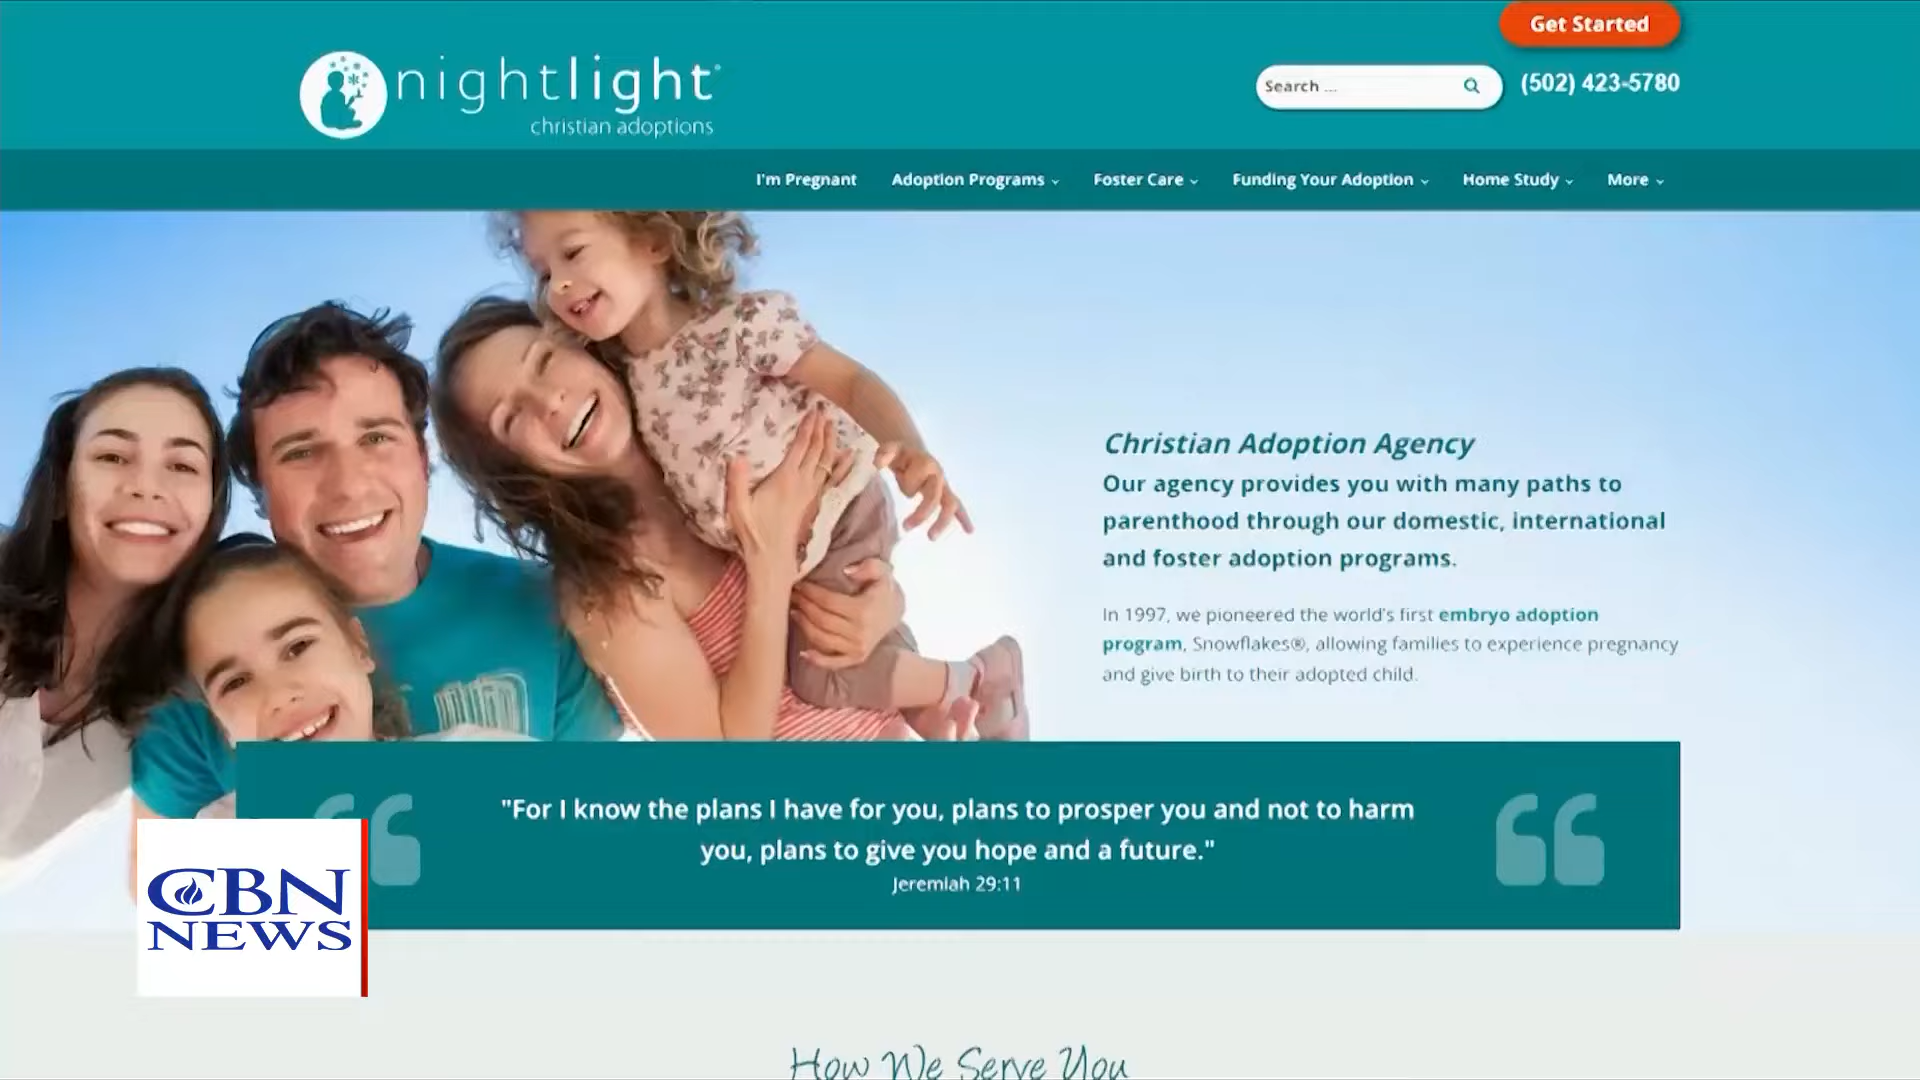 Get Started
nightlight®
christian adoptions
Search ...
(502) 423-5780
I'm Pregnant
Adoption Programs
Foster Care
Funding Your Adoption
Home Study
More
Christian Adoption Agency
Our agency provides you with many paths to
parenthood through our domestic, international
and foster adoption programs.
In 1997, we pioneered the world's first embryo adoption
program, Snowflakes®, allowing families to experience pregnancy
and give birth to their adopted child.
"For I know the plans I have for you, plans to prosper you and not to harm
you, plans to give you hope and a future."
Jeremiah 29:11
CBN
NEWS
How We Serve You